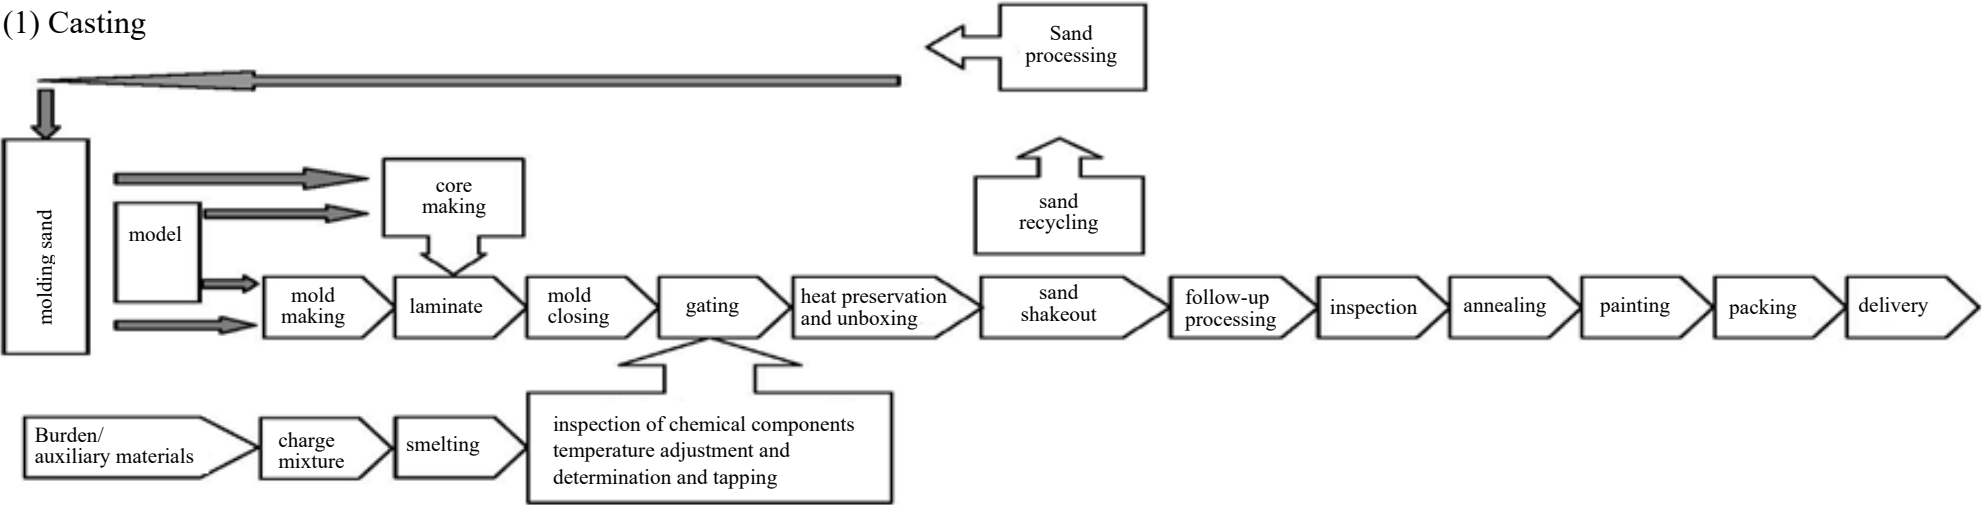 (1) Casting
Sand
processing
molding sand
model
core
making
sand
recycling
mold
making
laminate
mold
closing
gating
heat preservation
and unboxing
sand
shakeout
follow-up
processing
inspection
annealing
painting
packing
delivery
Burden/
auxiliary materials
charge
mixture
smelting
inspection of chemical components
temperature adjustment and
determination and tapping